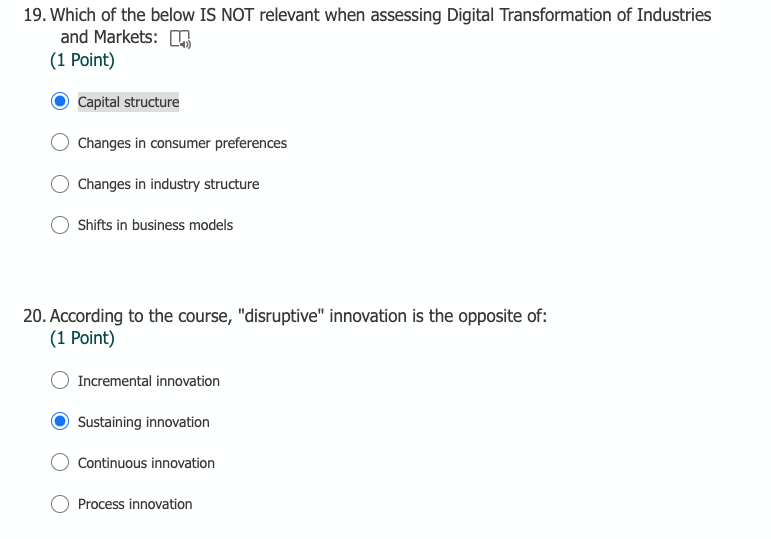 19. Which of the below IS NOT relevant when assessing Digital Transformation of Industries
and Markets:
(1 Point)
Capital structure
Changes in consumer preferences
Changes in industry structure
Shifts in business models
20. According to the course, "disruptive" innovation is the opposite of:
(1 Point)
Incremental innovation
Sustaining innovation
Continuous innovation
Process innovation